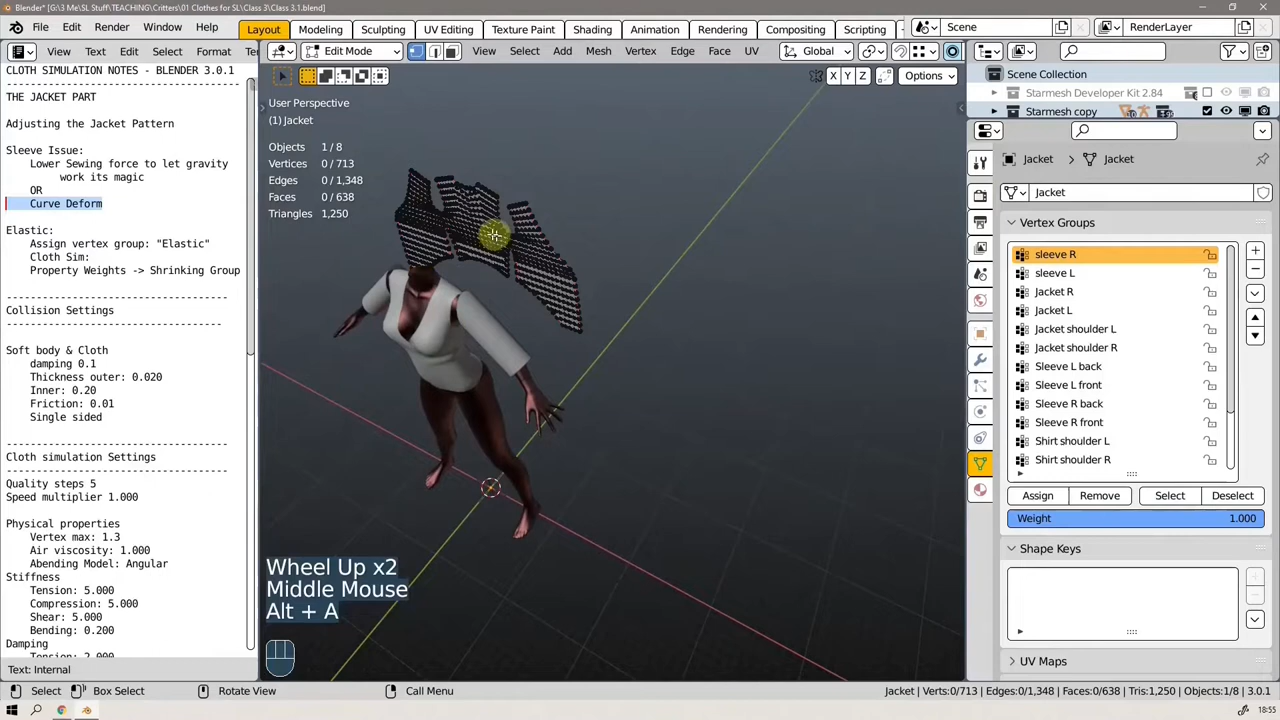 Blender* [G:\3 Me\SL Stuff\TEACHING\Critters\01 Clothes for SL\Class 3\Class 3.1.blend]
File Edit Render Window Help
Layout Modeling Sculpting UV Editing Texture Paint Shading Animation Rendering Compositing Scripting
Scene
RenderLayer
View Text Edit Select Format Te
CLOTH SIMULATION NOTES - BLENDER 3.0.1
THE JACKET PART
Adjusting the Jacket Pattern
Sleeve Issue:
Lower Sewing force to let gravity
work its magic
OR
Curve Deform
Elastic:
Assign vertex group: "Elastic"
Cloth Sim:
Property Weights -> Shrinking Group
Collision Settings
Soft body & Cloth
damping 0.1
Thickness outer: 0.020
Inner: 0.20
Friction: 0.01
Single sided
Cloth simulation Settings
Quality steps 5
Speed multiplier 1.000
Physical properties
Vertex max: 1.3
Air viscosity: 1.000
Abending Model: Angular
Stiffness
Tension: 5.000
Compression: 5.000
Shear: 5.000
Bending: 0.200
Damping
Tension: 2.000
Text: Internal
Edit Mode View Select Add Mesh Vertex Edge Face UV Global
X Y Z Options
User Perspective
(1) Jacket
Objects 1 / 8
Vertices 0 / 713
Edges 0 / 1,348
Faces 0 / 638
Triangles 1,250
Wheel Up x2
Middle Mouse
Alt + A
Scene Collection
Starmesh Developer Kit 2.84
Starmesh copy
Jacket > Jacket
Jacket
Vertex Groups
sleeve R
sleeve L
Jacket R
Jacket L
Jacket shoulder L
Jacket shoulder R
Sleeve L back
Sleeve L front
Sleeve R back
Sleeve R front
Shirt shoulder L
Shirt shoulder R
Assign Remove Select Deselect
Weight 1.000
Shape Keys
UV Maps
Select Box Select Rotate View Call Menu
Jacket | Verts:0/713 | Edges:0/1,348 | Faces:0/638 | Tris:1,250 | Objects:1/8 | 3.0.1
18:55